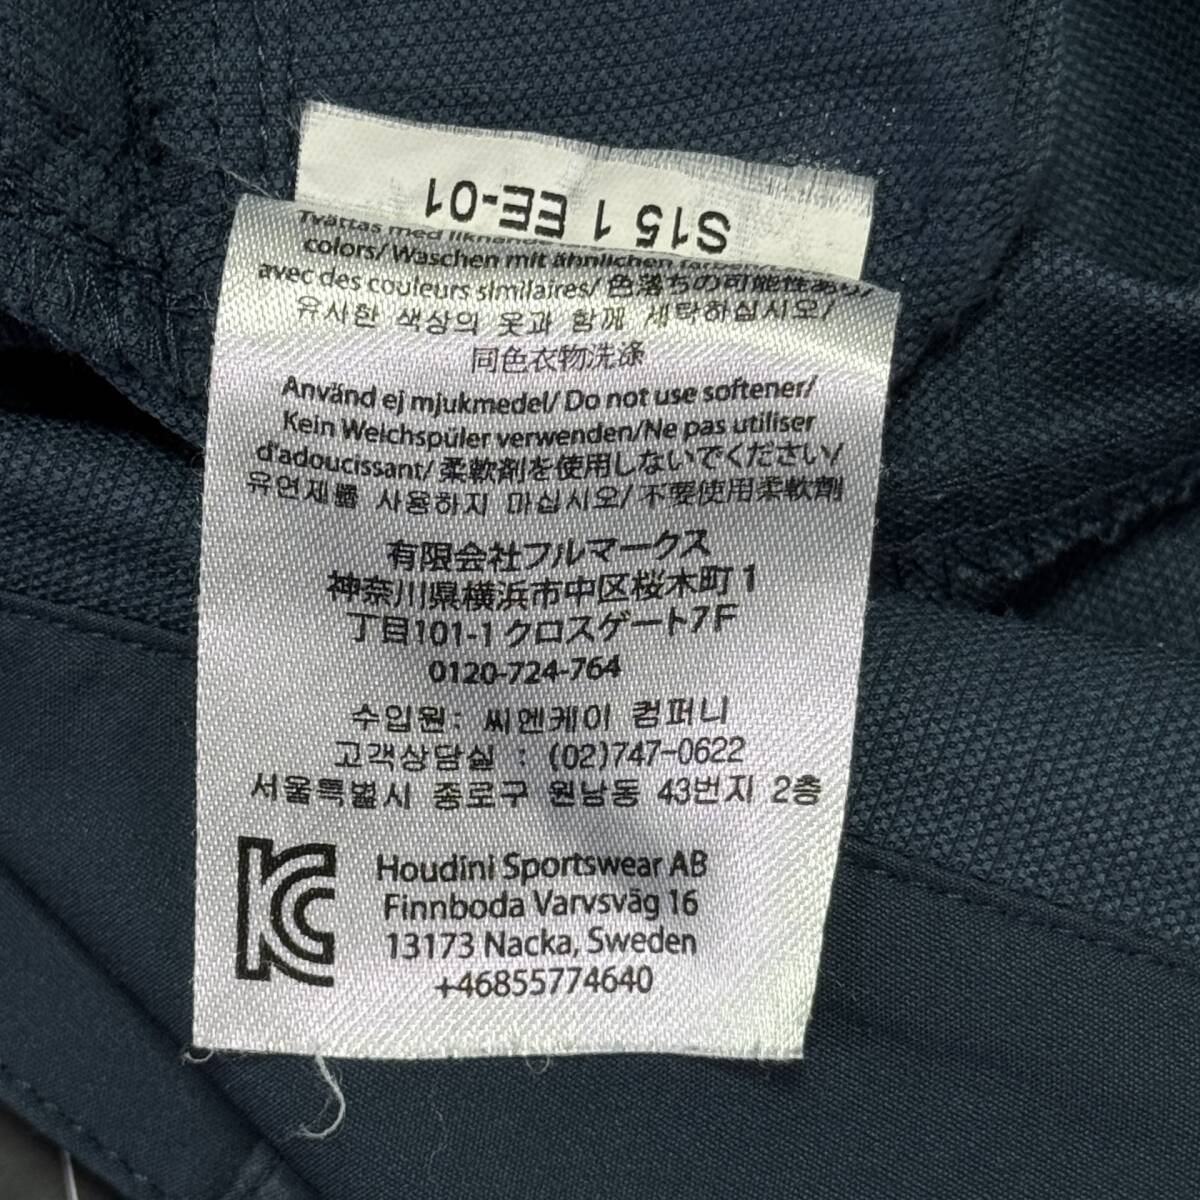 S15 1 EE-01
Tvättas med
colors/ Waschen mit ähnlichen
avec des couleurs similaires/ 色落ちの可能性あり/
유사한 색상의 옷과 함께 세탁하십시오/
同色衣物洗涤
Använd ej mjukmedel/ Do not use softener/
Kein Weichspüler verwenden/Ne pas utiliser
d'adoucissant/ 柔軟剤を使用しないでください/
유연제를 사용하지 마십시오/ 不要使用柔軟劑
有限会社フルマークス
神奈川県横浜市中区桜木町 1
丁目101-1 クロスゲート7F
0120-724-764
수입원: 씨엔케이 컴퍼니
고객상담실 : (02)747-0622
서울특별시 종로구 원남동 43번지 2층
KC
Houdini Sportswear AB
Finnboda Varvsväg 16
13173 Nacka, Sweden
+46855774640